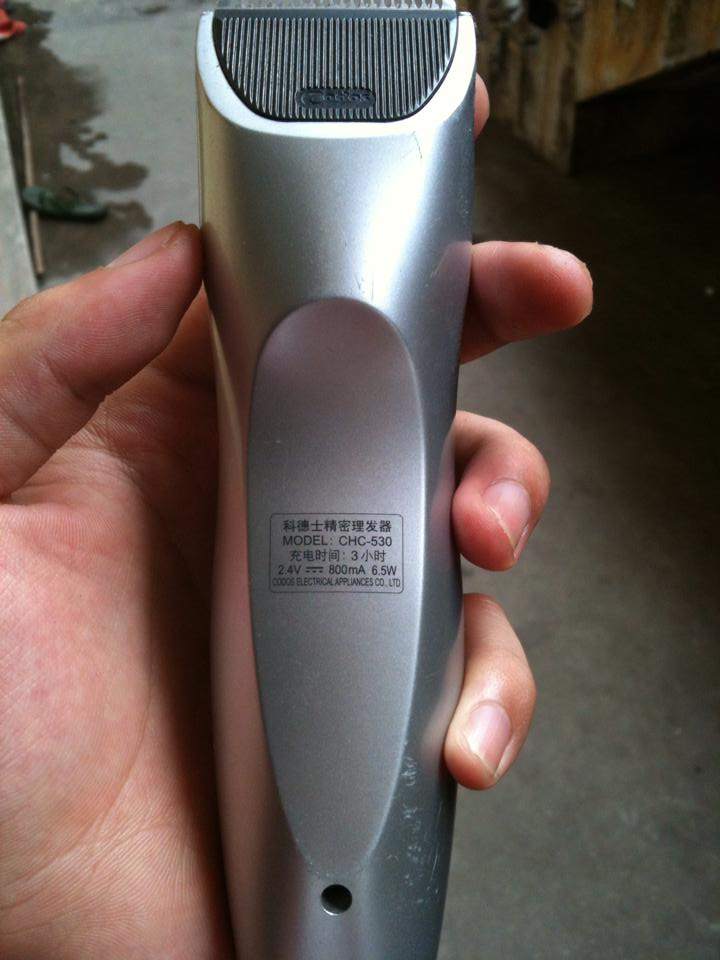 Codos
科德士精密理发器
MODEL: CHC-530
充电时间: 3小时
2.4V ⎓ 800mA 6.5W
CODOS ELECTRICAL APPLIANCES CO., LTD